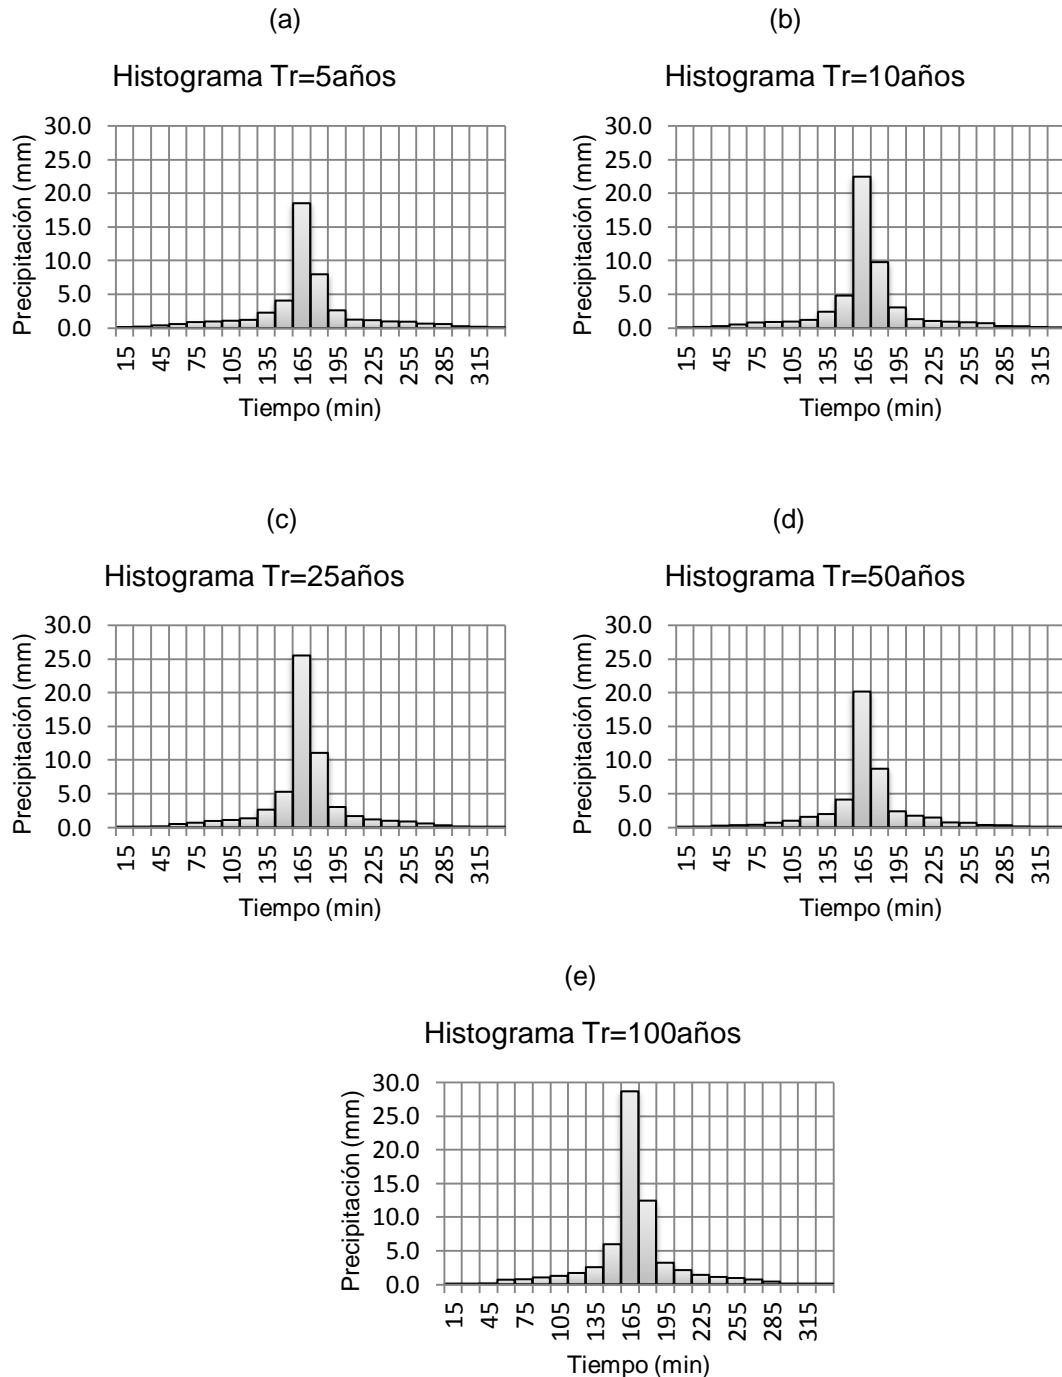 (a)
Histograma Tr=5años
30.0
25.0
20.0
15.0
10.0
5.0
0.0
Precipitación (mm)
15 45 75 105 135 165 195 225 255 285 315
Tiempo (min)
(b)
Histograma Tr=10años
30.0
25.0
20.0
15.0
10.0
5.0
0.0
Precipitación (mm)
15 45 75 105 135 165 195 225 255 285 315
Tiempo (min)
(c)
Histograma Tr=25años
30.0
25.0
20.0
15.0
10.0
5.0
0.0
Precipitación (mm)
15 45 75 105 135 165 195 225 255 285 315
Tiempo (min)
(d)
Histograma Tr=50años
30.0
25.0
20.0
15.0
10.0
5.0
0.0
Precipitación (mm)
15 45 75 105 135 165 195 225 255 285 315
Tiempo (min)
(e)
Histograma Tr=100años
30.0
25.0
20.0
15.0
10.0
5.0
0.0
Precipitación (mm)
15 45 75 105 135 165 195 225 255 285 315
Tiempo (min)